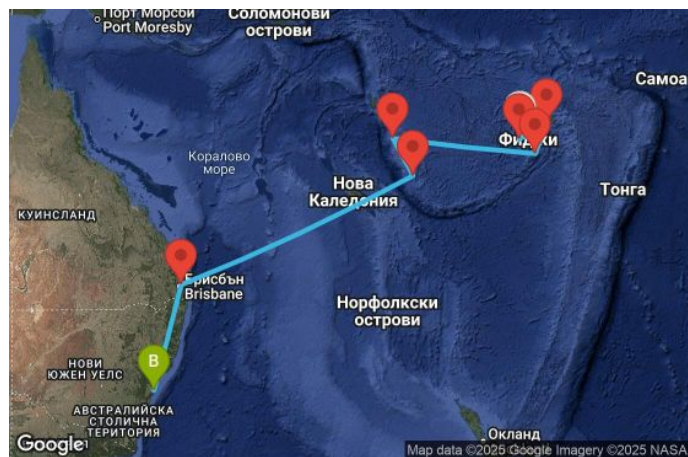 Порт Морсби
Port Moresby
Соломонови
острови
Самоа
Коралово
море
Фиджи
Тонга
Нова
Каледония
КУИНСЛАНД
Брисбън
Brisbane
Норфолкски
острови
B
НОВИ
ЮЖЕН УЕЛС
АВСТРАЛИЙСКА
СТОЛИЧНА
ТЕРИТОРИЯ
Окланд
Google
Map data ©2025 Google Imagery ©2025 NASA